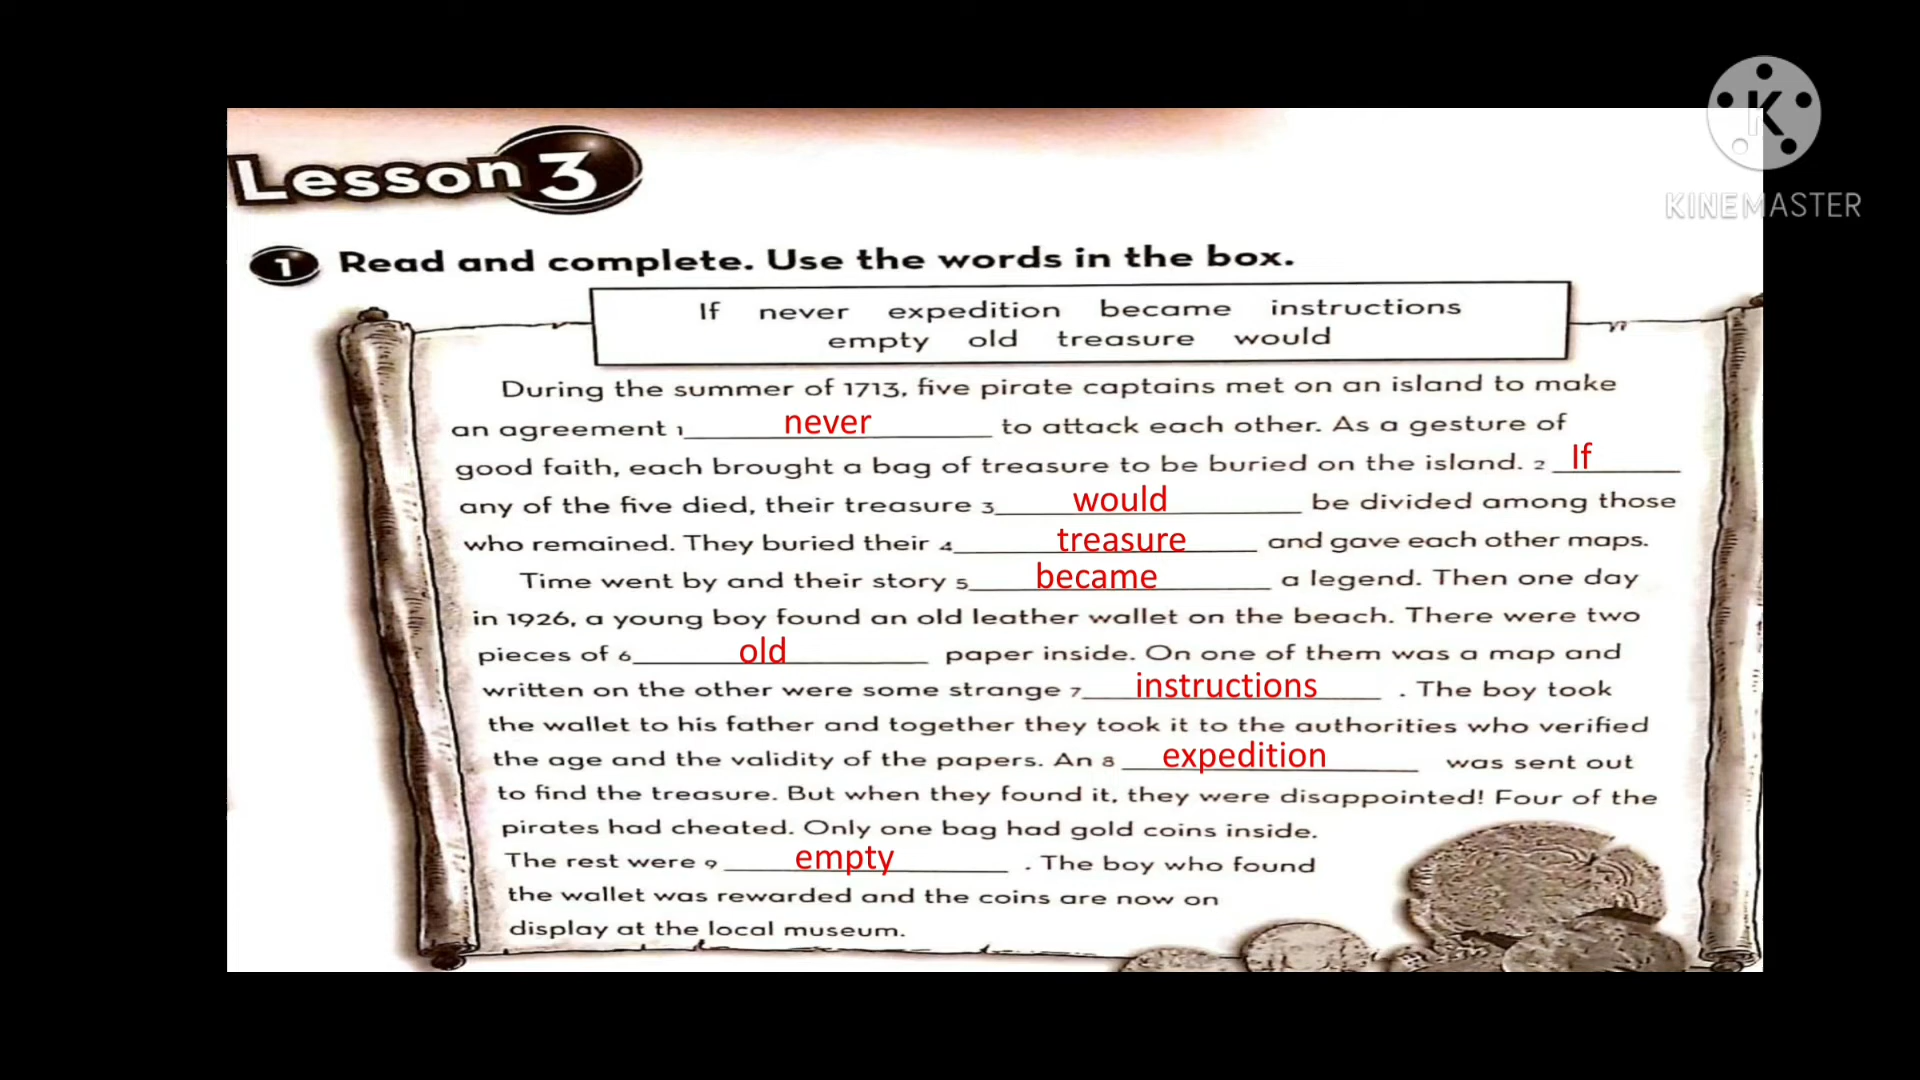 K
KINEMASTER
Lesson 3
1 Read and complete. Use the words in the box.
If never expedition became instructions
empty old treasure would
During the summer of 1713, five pirate captains met on an island to make
an agreement 1 never to attack each other. As a gesture of
good faith, each brought a bag of treasure to be buried on the island. 2 If
any of the five died, their treasure 3 would be divided among those
who remained. They buried their 4 treasure and gave each other maps.
Time went by and their story 5 became a legend. Then one day
in 1926, a young boy found an old leather wallet on the beach. There were two
pieces of 6 old paper inside. On one of them was a map and
written on the other were some strange 7 instructions . The boy took
the wallet to his father and together they took it to the authorities who verified
the age and the validity of the papers. An 8 expedition was sent out
to find the treasure. But when they found it, they were disappointed! Four of the
pirates had cheated. Only one bag had gold coins inside.
The rest were 9 empty . The boy who found
the wallet was rewarded and the coins are now on
display at the local museum.